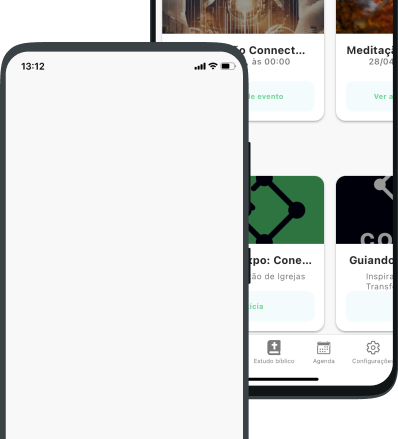 o Connect...
às 00:00
e evento
Meditaçã
28/04
Ver a
13:12
xpo: Cone...
ão de Igrejas
ícia
co
Guiando
Inspira
Transf
Estudo bíblico
Agenda
Configurações